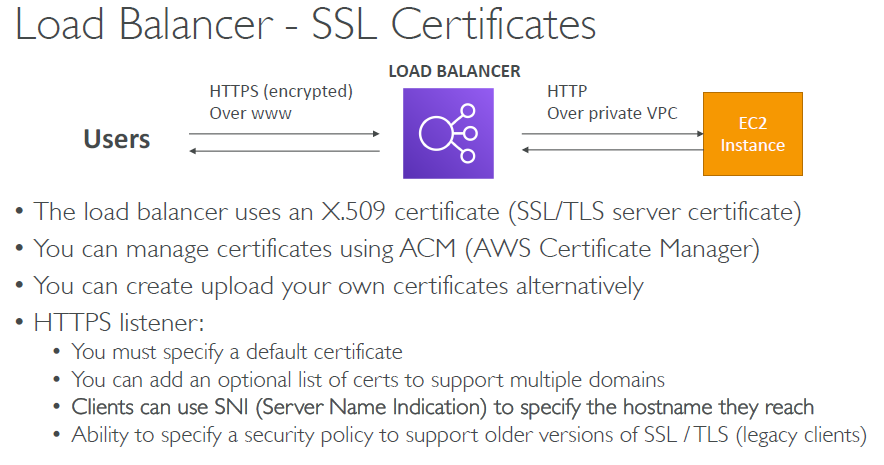 Load Balancer - SSL Certificates
LOAD BALANCER
HTTPS (encrypted)
Over www
HTTP
Over private VPC
Users
EC2
Instance
• The load balancer uses an X.509 certificate (SSL/TLS server certificate)
• You can manage certificates using ACM (AWS Certificate Manager)
• You can create upload your own certificates alternatively
• HTTPS listener:
• You must specify a default certificate
• You can add an optional list of certs to support multiple domains
• Clients can use SNI (Server Name Indication) to specify the hostname they reach
• Ability to specify a security policy to support older versions of SSL / TLS (legacy clients)